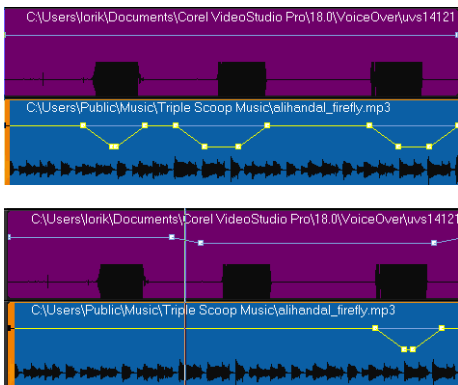 C:\Users\lorik\Documents\Corel VideoStudio Pro\18.0\VoiceOver\uvs14121
C:\Users\Public\Music\Triple Scoop Music\alihandal_firefly.mp3
C:\Users\lorik\Documents\Corel VideoStudio Pro\18.0\VoiceOver\uvs14121
C:\Users\Public\Music\Triple Scoop Music\alihandal_firefly.mp3